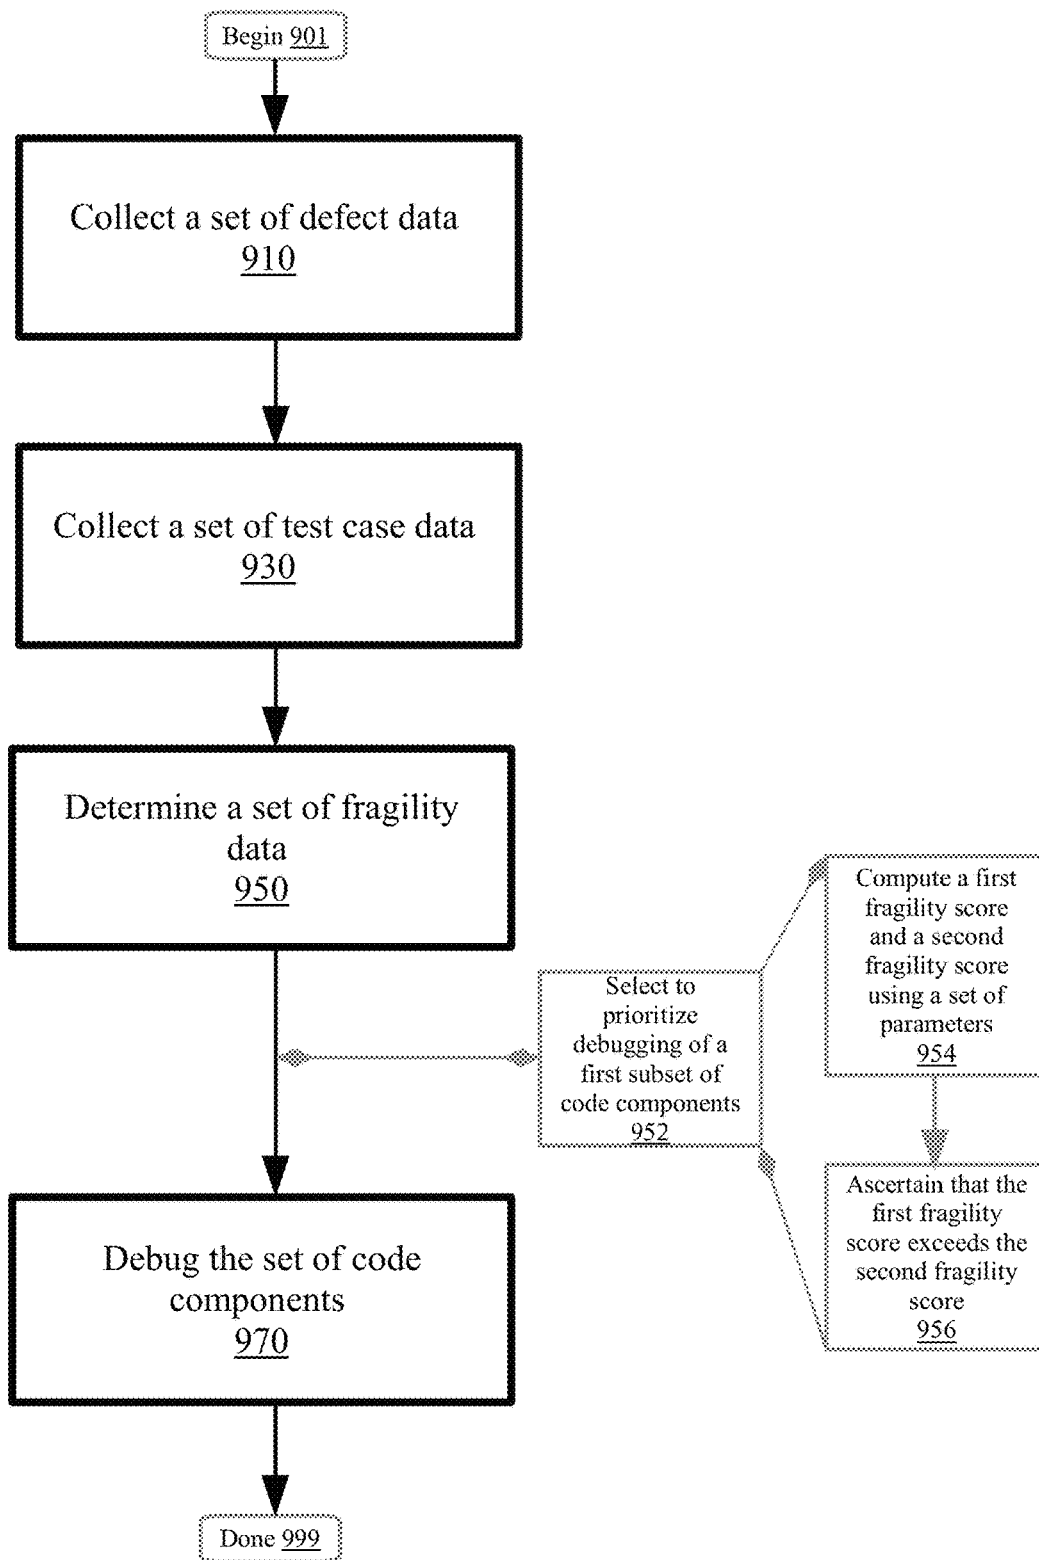 Begin 901
Collect a set of defect data
910
Collect a set of test case data
930
Determine a set of fragility
data
950
Select to
prioritize
debugging of a
first subset of
code components
952
Compute a first
fragility score
and a second
fragility score
using a set of
parameters
954
Ascertain that the
first fragility
score exceeds the
second fragility
score
956
Debug the set of code
components
970
Done 999